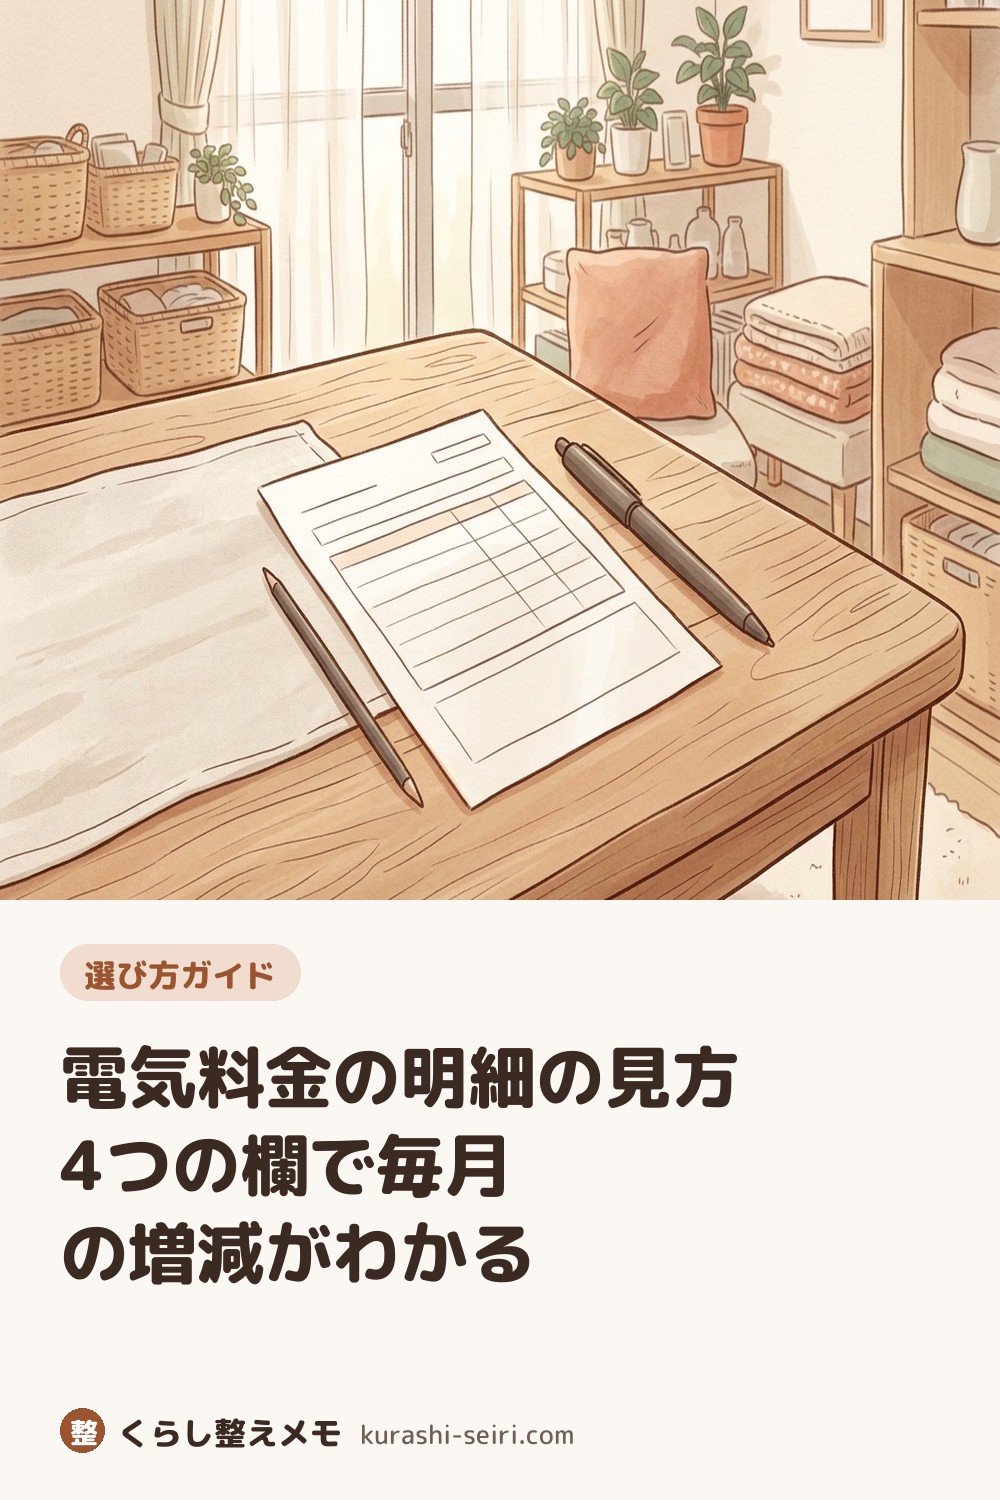 選び方ガイド
電気料金の明細の見方
4つの欄で毎月
の増減がわかる
整 くらし整えメモ kurashi-seiri.com